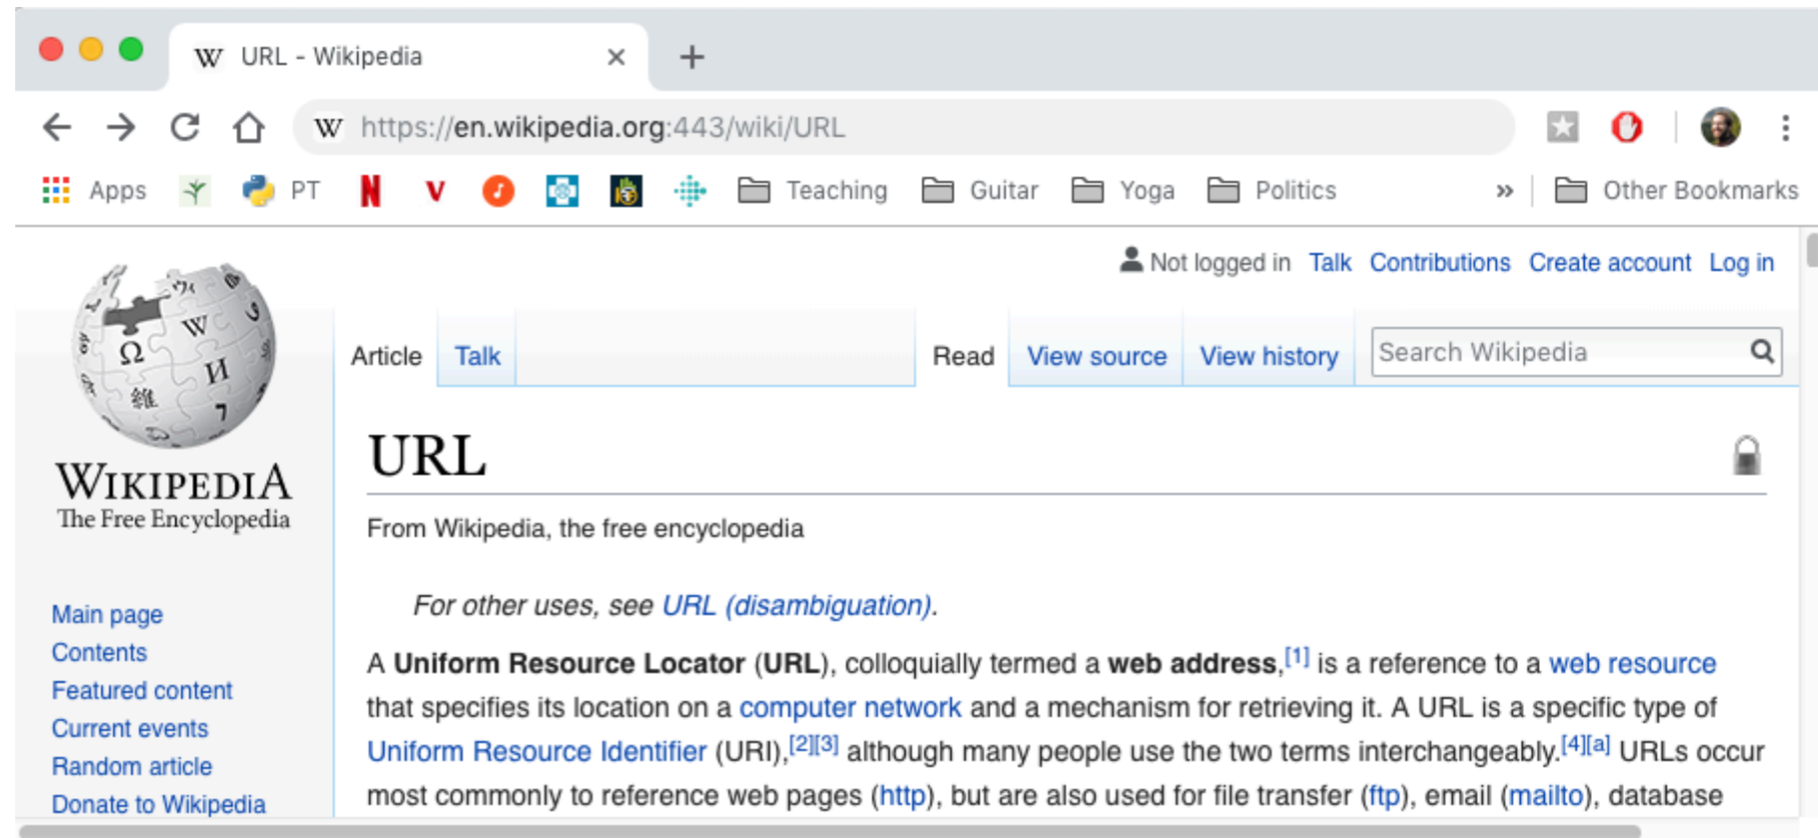 URL - Wikipedia
https://en.wikipedia.org:443/wiki/URL
Apps PT Teaching Guitar Yoga Politics » Other Bookmarks
Not logged in Talk Contributions Create account Log in
Article Talk Read View source View history Search Wikipedia
WIKIPEDIA
The Free Encyclopedia
Main page
Contents
Featured content
Current events
Random article
Donate to Wikipedia
URL
From Wikipedia, the free encyclopedia
For other uses, see URL (disambiguation).
A Uniform Resource Locator (URL), colloquially termed a web address,[1] is a reference to a web resource
that specifies its location on a computer network and a mechanism for retrieving it. A URL is a specific type of
Uniform Resource Identifier (URI),[2][3] although many people use the two terms interchangeably.[4][a] URLs occur
most commonly to reference web pages (http), but are also used for file transfer (ftp), email (mailto), database